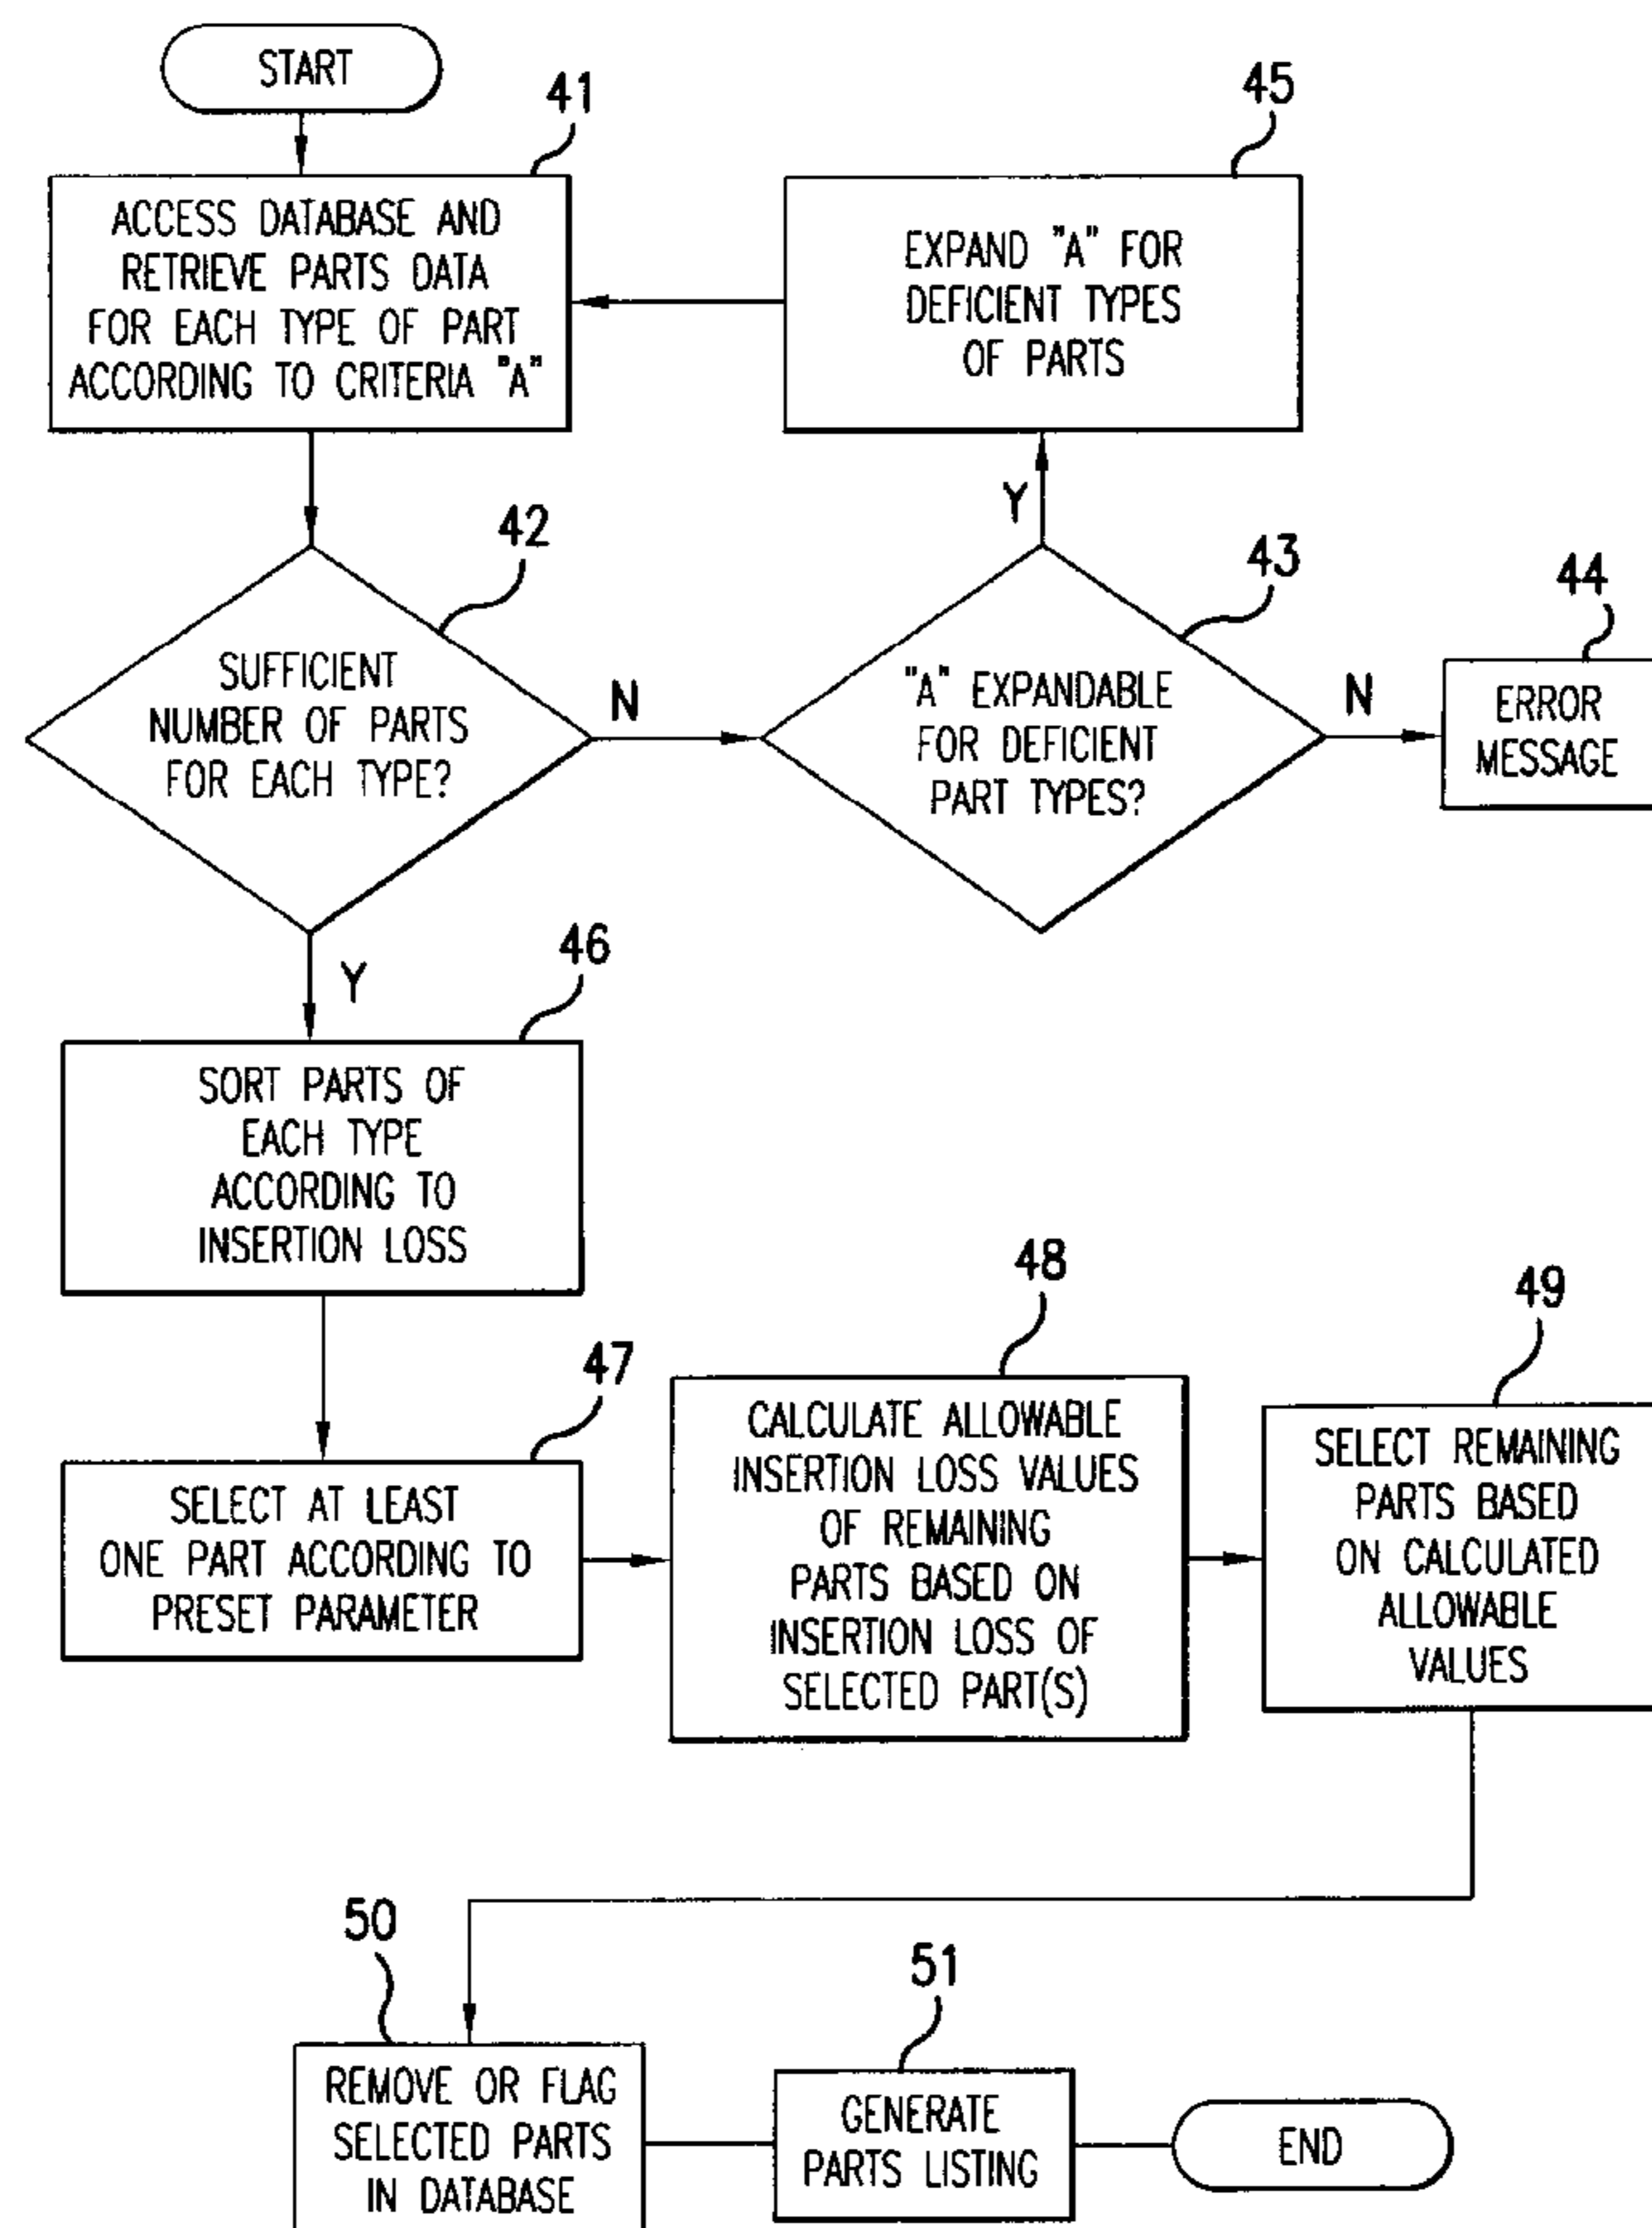 START
41
ACCESS DATABASE AND
RETRIEVE PARTS DATA
FOR EACH TYPE OF PART
ACCORDING TO CRITERIA "A"
45
EXPAND "A" FOR
DEFICIENT TYPES
OF PARTS
42
SUFFICIENT
NUMBER OF PARTS
FOR EACH TYPE?
N
Y
43
"A" EXPANDABLE
FOR DEFICIENT
PART TYPES?
N
44
ERROR
MESSAGE
Y
46
SORT PARTS OF
EACH TYPE
ACCORDING TO
INSERTION LOSS
47
SELECT AT LEAST
ONE PART ACCORDING TO
PRESET PARAMETER
48
CALCULATE ALLOWABLE
INSERTION LOSS VALUES
OF REMAINING
PARTS BASED ON
INSERTION LOSS OF
SELECTED PART(S)
49
SELECT REMAINING
PARTS BASED
ON CALCULATED
ALLOWABLE
VALUES
50
REMOVE OR FLAG
SELECTED PARTS
IN DATABASE
51
GENERATE
PARTS LISTING
END